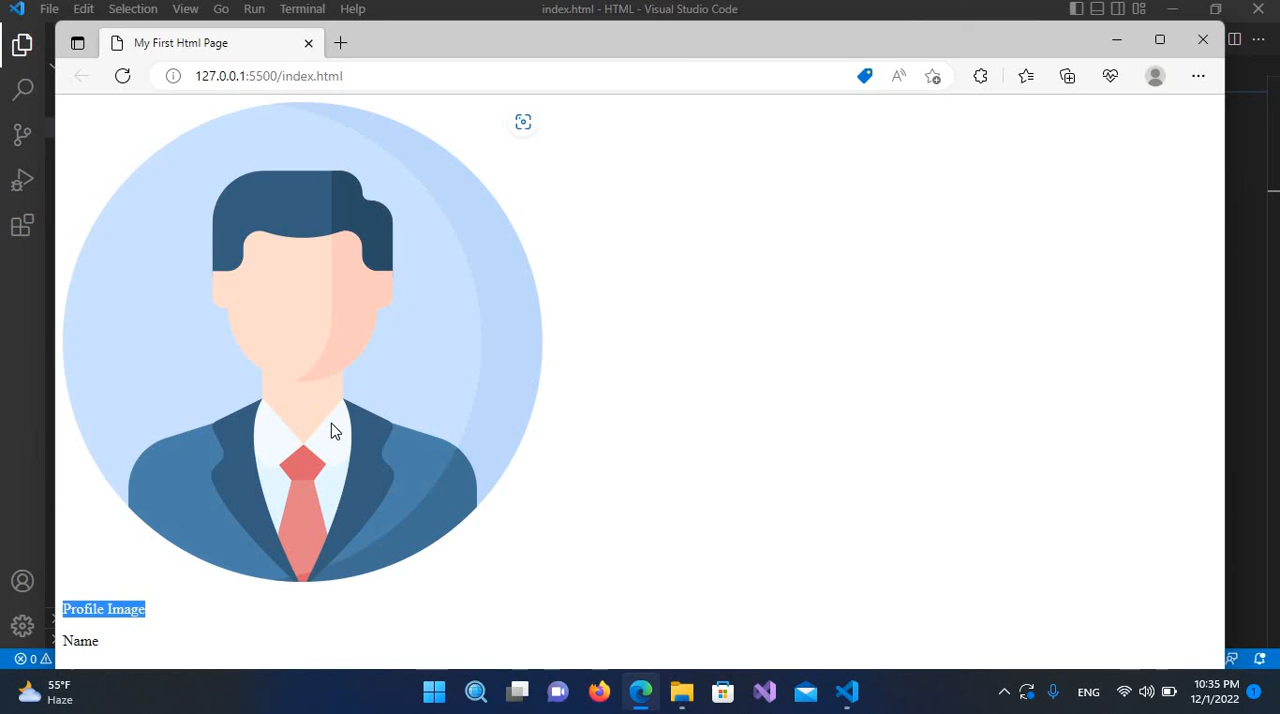 File Edit Selection View Go Run Terminal Help index.html - HTML - Visual Studio Code
My First Html Page
127.0.0.1:5500/index.html
Profile Image
Name
0
55°F
Haze
ENG
10:35 PM
12/1/2022
1